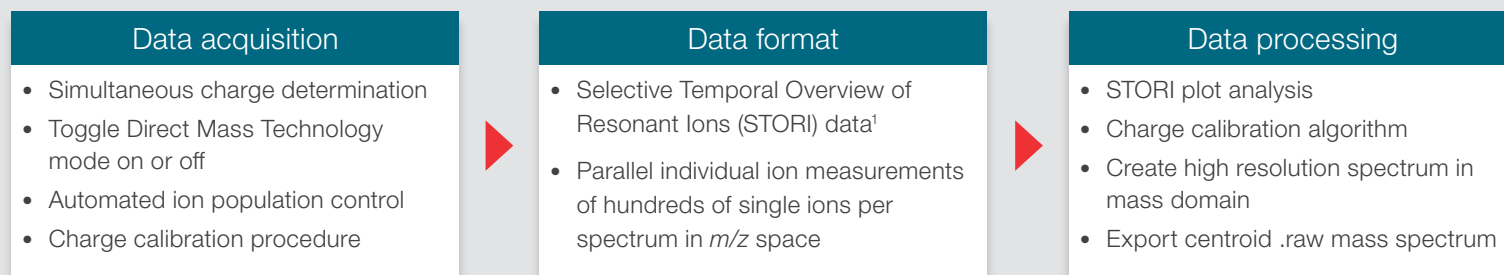 Data acquisition
• Simultaneous charge determination
• Toggle Direct Mass Technology
mode on or off
• Automated ion population control
• Charge calibration procedure
Data format
• Selective Temporal Overview of
Resonant Ions (STORI) data¹
• Parallel individual ion measurements
of hundreds of single ions per
spectrum in m/z space
Data processing
• STORI plot analysis
• Charge calibration algorithm
• Create high resolution spectrum in
mass domain
• Export centroid .raw mass spectrum